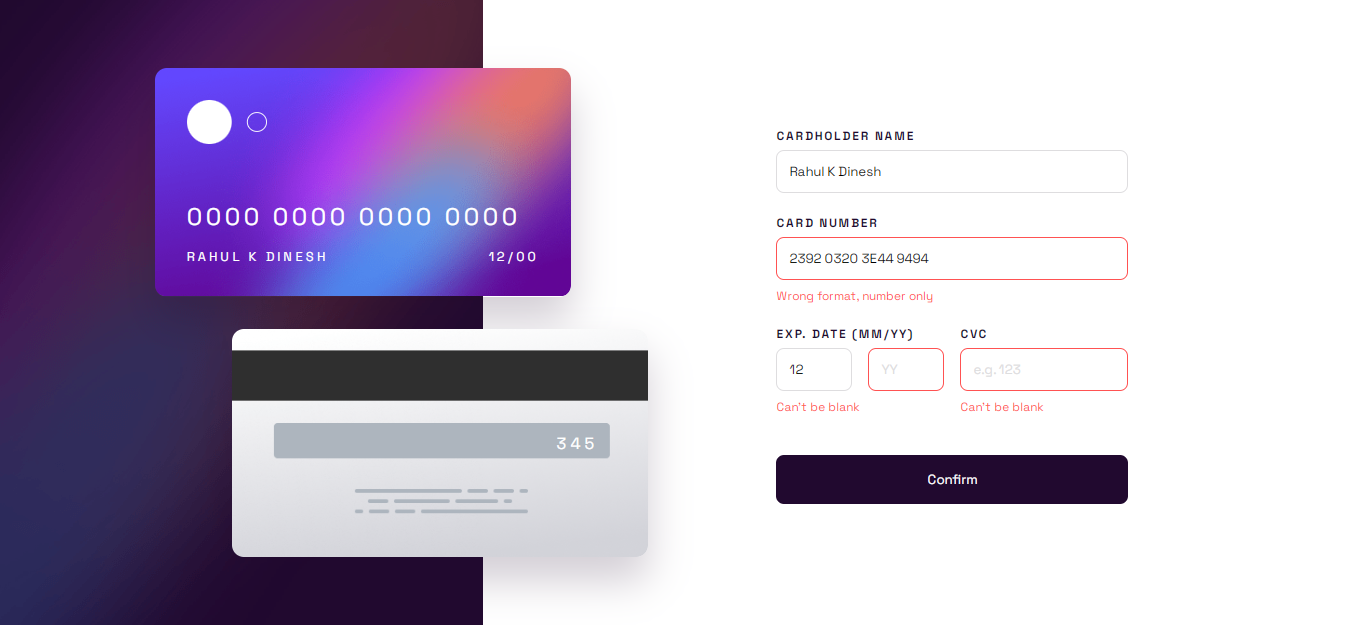 0000 0000 0000 0000
RAHUL K DINESH 12/00
345
CARDHOLDER NAME
Rahul K Dinesh
CARD NUMBER
2392 0320 3E44 9494
Wrong format, number only
EXP. DATE (MM/YY) CVC
12 YY e.g. 123
Can't be blank Can't be blank
Confirm